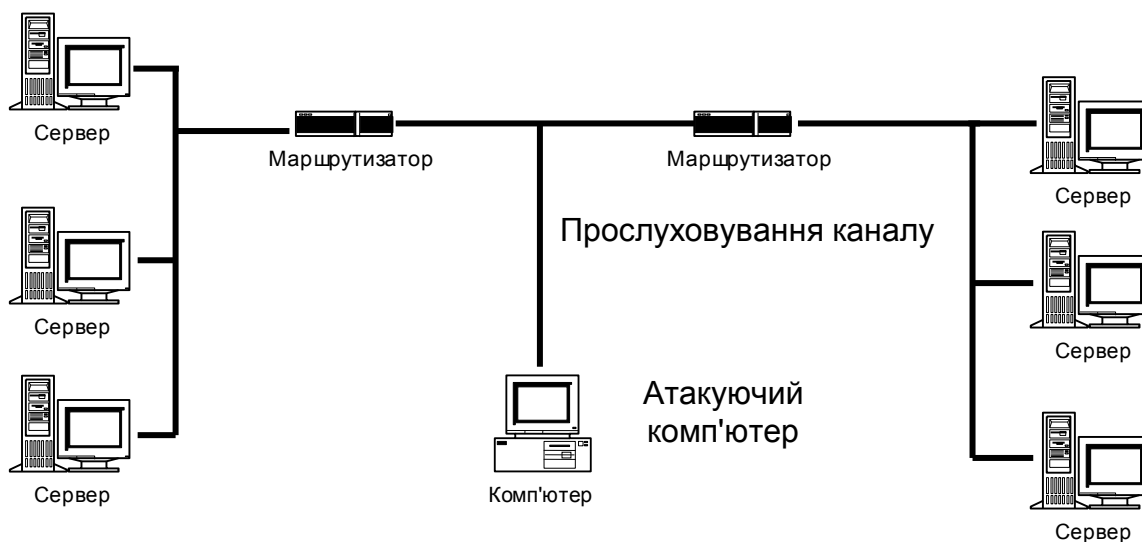 Сервер
Маршрутизатор
Маршрутизатор
Сервер
Прослуховування каналу
Сервер
Сервер
Атакуючий
комп'ютер
Сервер
Комп'ютер
Сервер